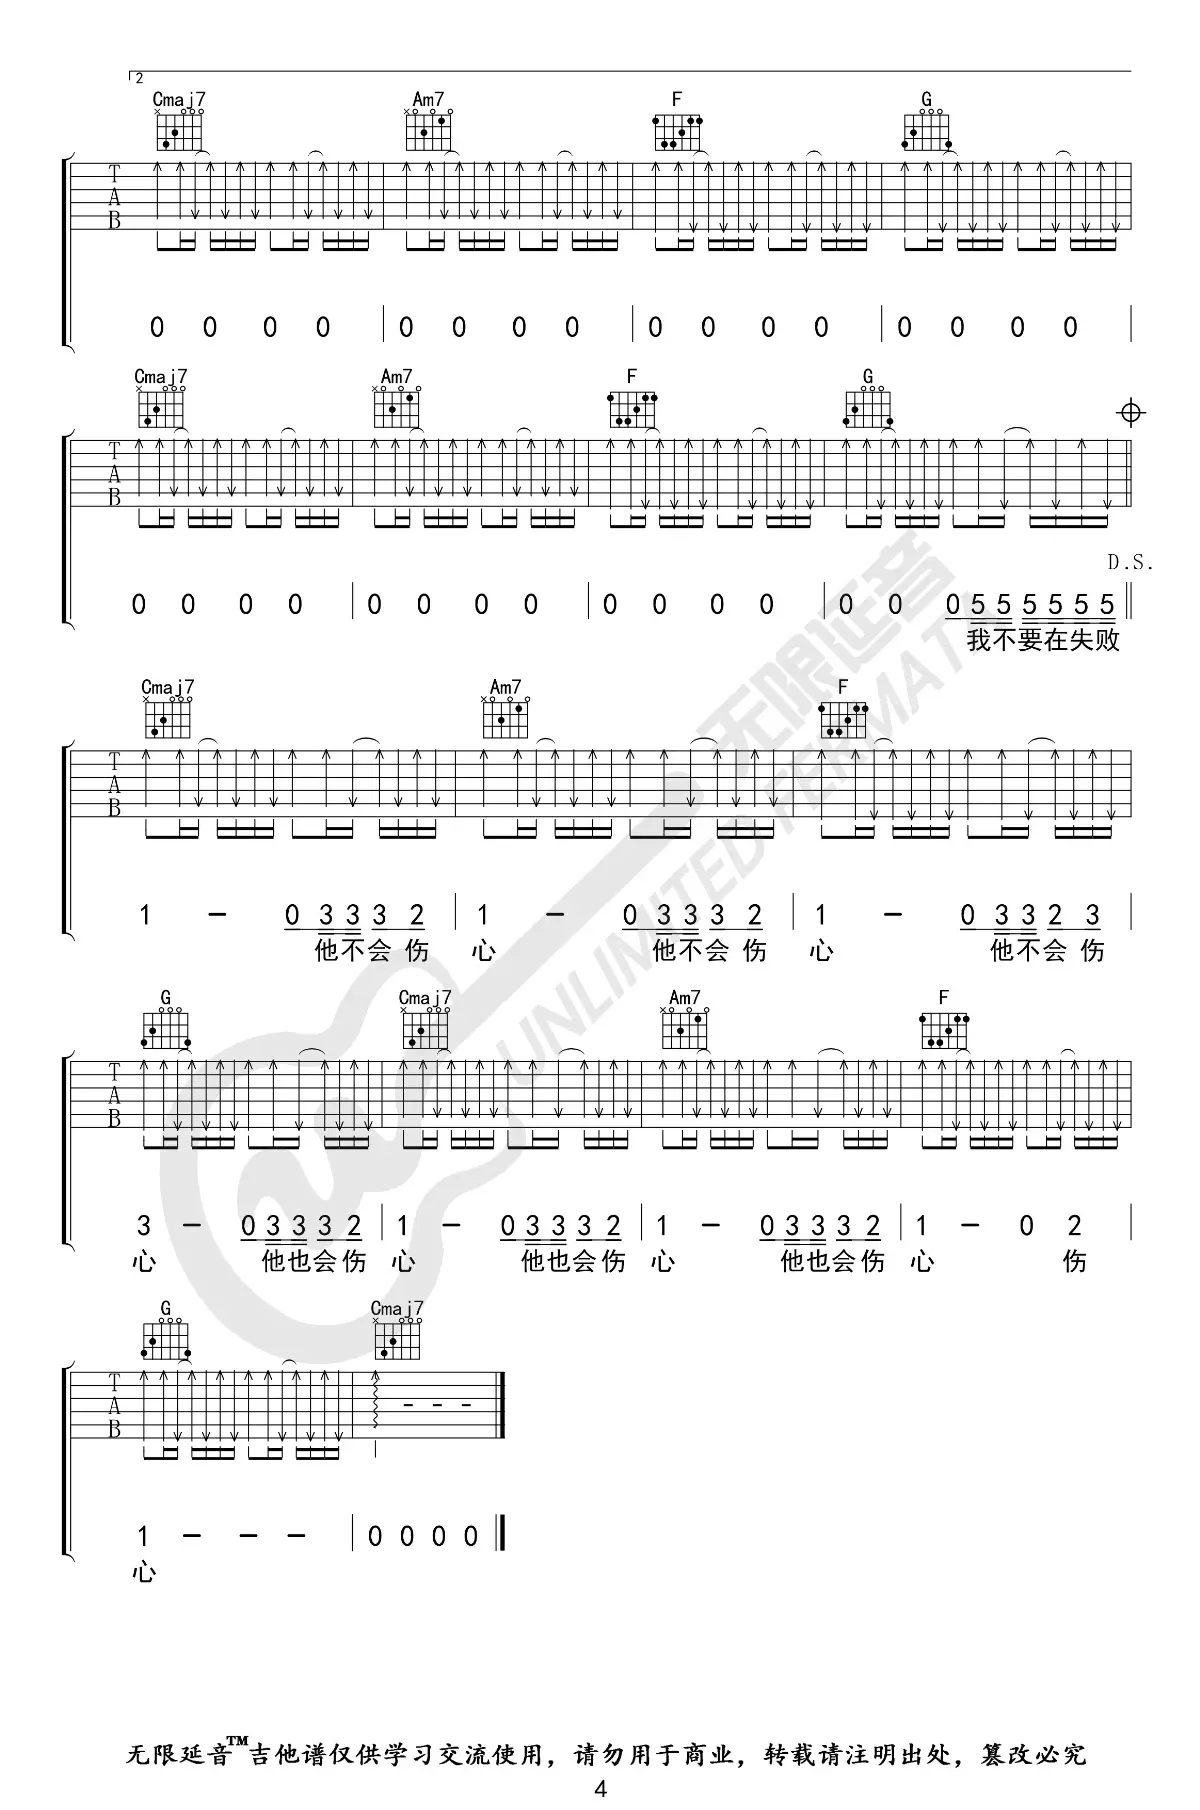 2
Cmaj7 Am7 F G
T
A
B
0 0 0 0 | 0 0 0 0 | 0 0 0 0 | 0 0 0 0 |
Cmaj7 Am7 F G
T
A
B
D.S.
0 0 0 0 | 0 0 0 0 | 0 0 0 0 | 0 0 0 5 5 5 5 5 5
我不要在失败
Cmaj7 Am7 F
T
A
B
1 - 0 3 3 3 2 | 1 - 0 3 3 3 2 | 1 - 0 3 3 2 3 |
他不会伤 心 他不会伤 心 他不会伤
G Cmaj7 Am7 F
T
A
B
3 - 0 3 3 3 2 | 1 - 0 3 3 3 2 | 1 - 0 3 3 3 2 | 1 - 0 2 |
心 他也会伤 心 他也会伤 心 他也会伤 心 伤
G Cmaj7
T
A
B
1 - - - | 0 0 0 0
心
无限延音
UNLIMITED FERMATA
无限延音™吉他谱仅供学习交流使用，请勿用于商业，转载请注明出处，篡改必究
4